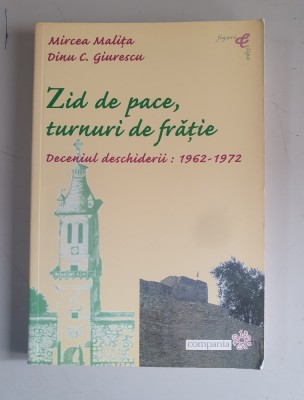 Mircea Malița
Dinu C. Giurescu
Zid de pace,
turnuri de frăție
Deceniul deschiderii : 1962-1972
compania